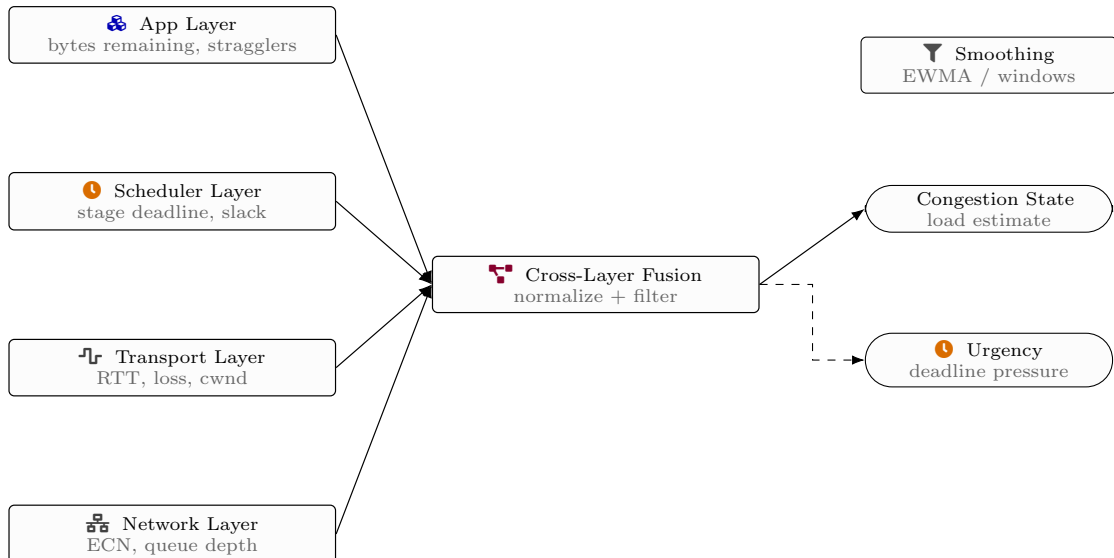 App Layer
bytes remaining, stragglers
Scheduler Layer
stage deadline, slack
Transport Layer
RTT, loss, cwnd
Network Layer
ECN, queue depth
Cross-Layer Fusion
normalize + filter
Smoothing
EWMA / windows
Congestion State
load estimate
Urgency
deadline pressure